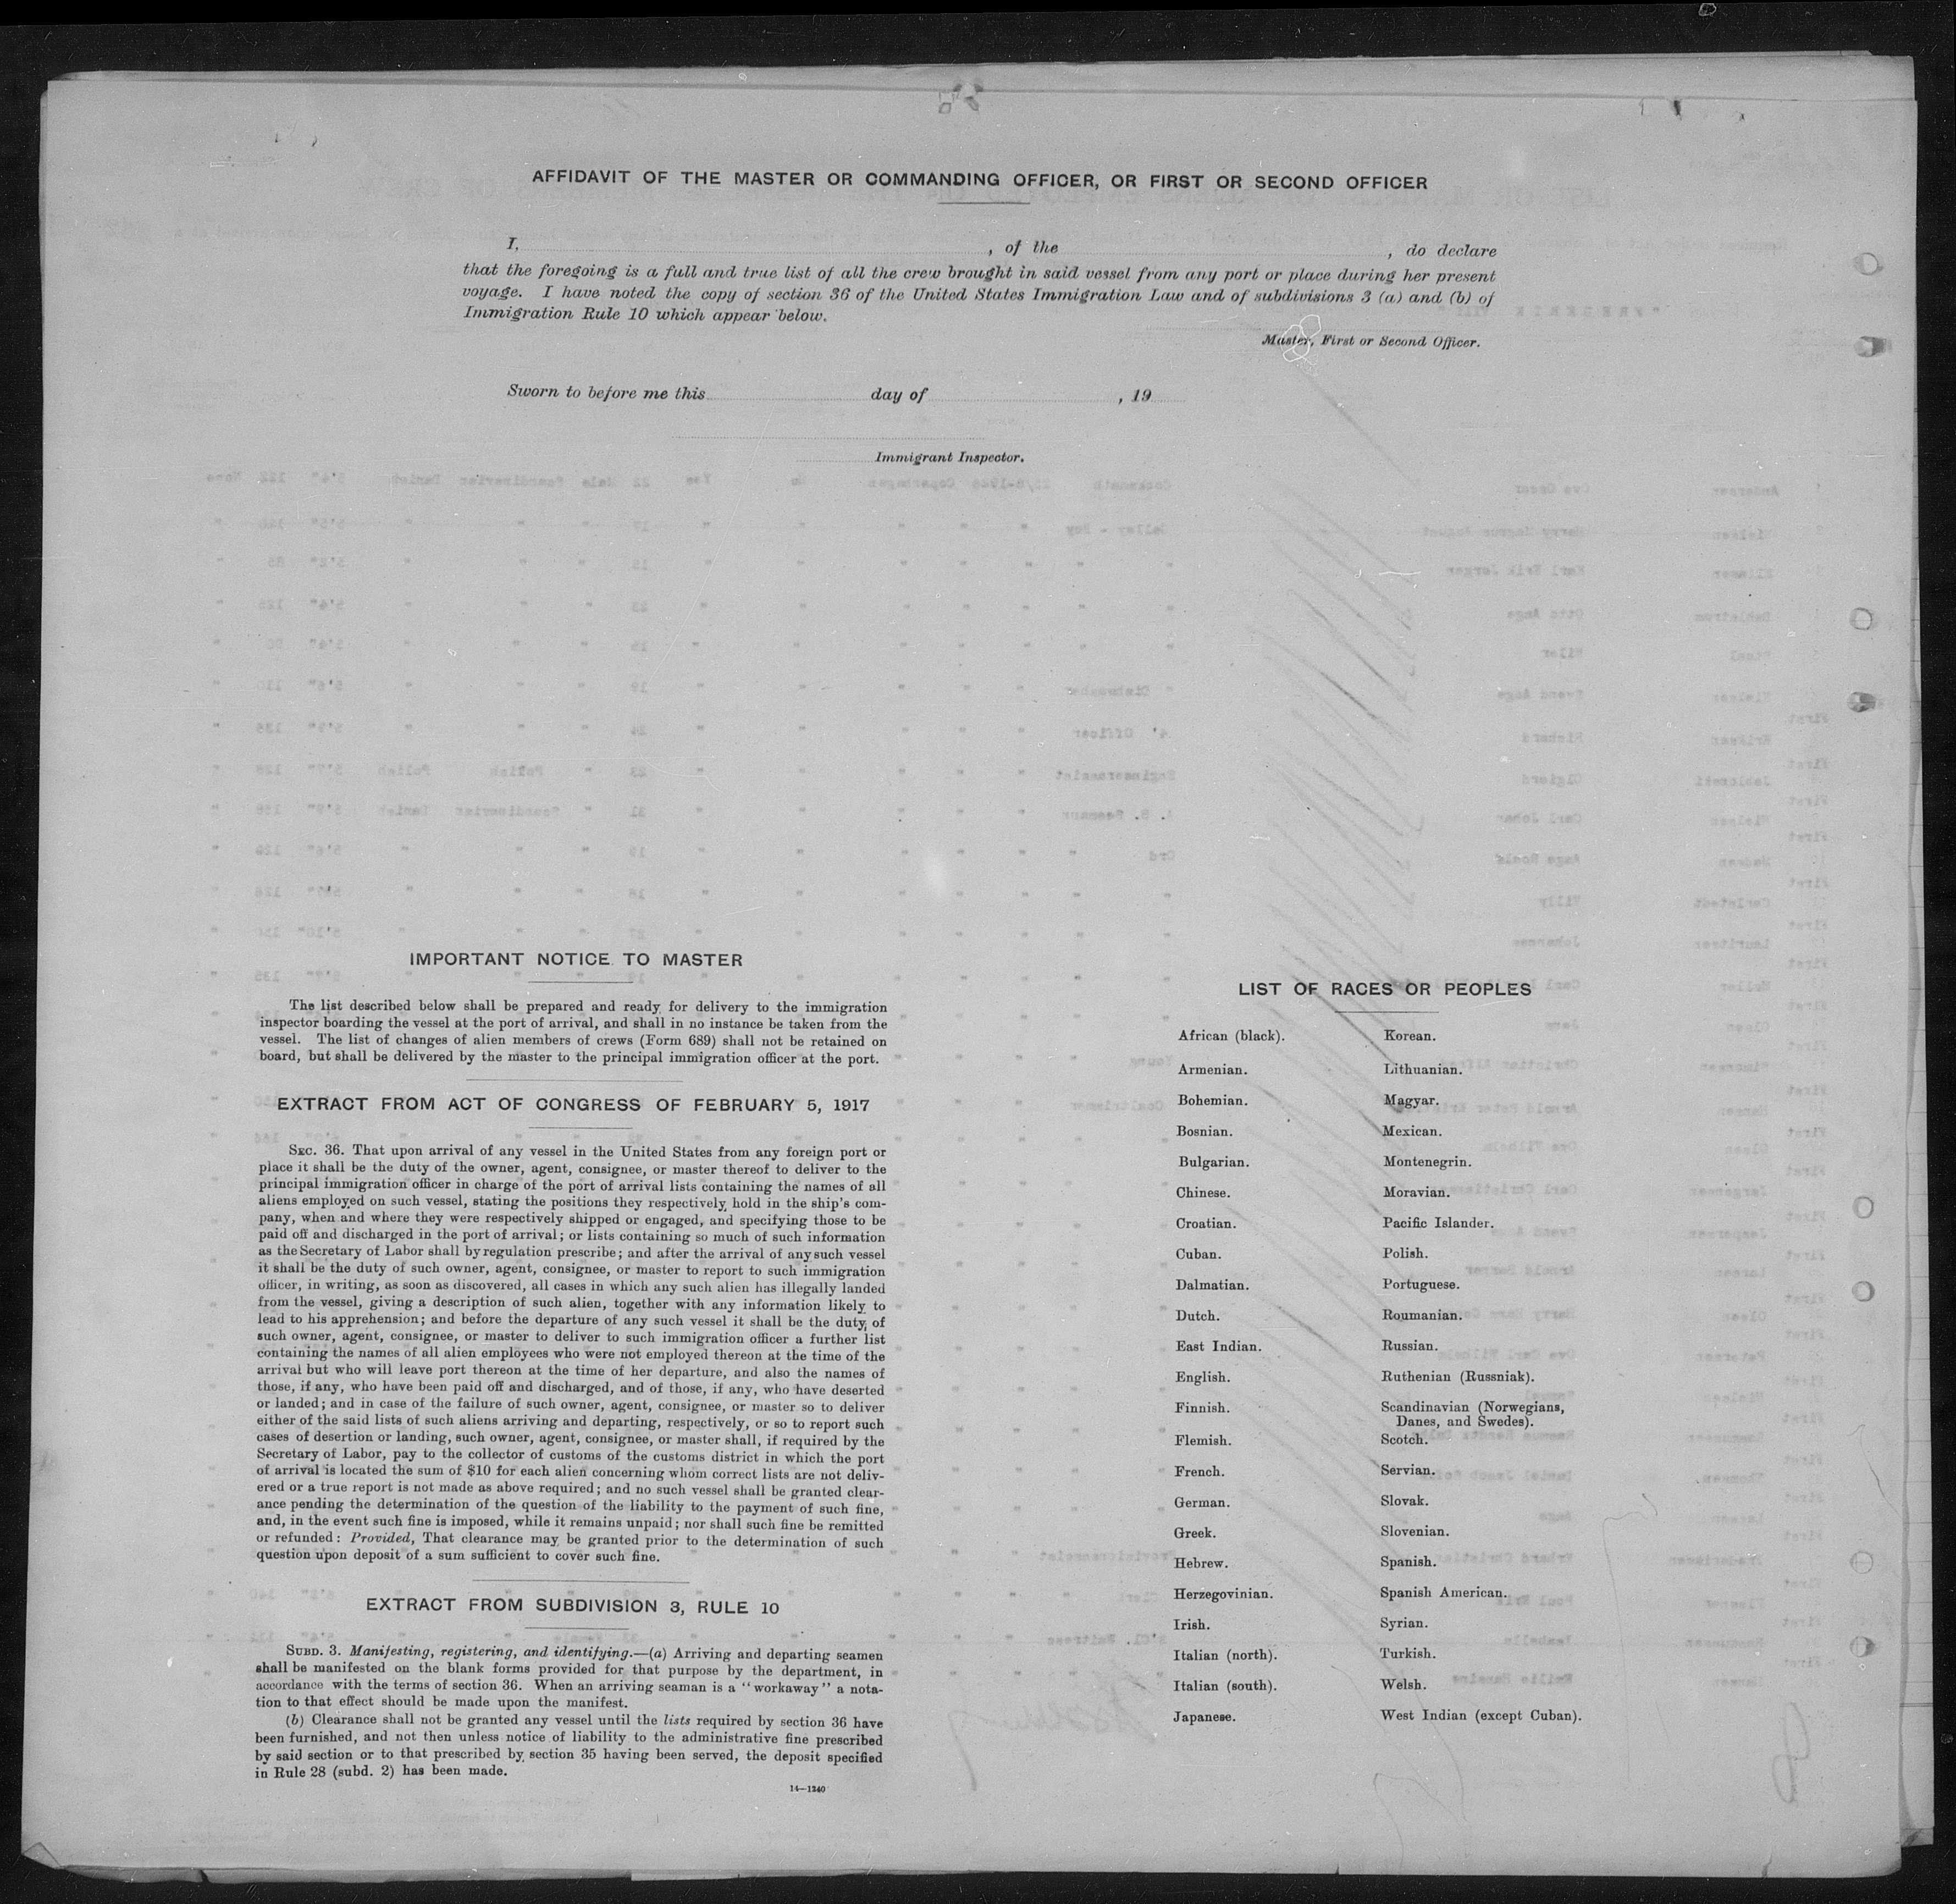 AFFIDAVIT OF THE MASTER OR COMMANDING OFFICER, OR FIRST OR SECOND OFFICER
I, , of the , do declare
that the foregoing is a full and true list of all the crew brought in said vessel from any port or place during her present
voyage. I have noted the copy of section 36 of the United States Immigration Law and of subdivisions 3 (a) and (b) of
Immigration Rule 10 which appear below.
Master, First or Second Officer.
Sworn to before me this day of , 19
Immigrant Inspector.
IMPORTANT NOTICE TO MASTER
The list described below shall be prepared and ready for delivery to the immigration
inspector boarding the vessel at the port of arrival, and shall in no instance be taken from the
vessel. The list of changes of alien members of crews (Form 689) shall not be retained on
board, but shall be delivered by the master to the principal immigration officer at the port.
EXTRACT FROM ACT OF CONGRESS OF FEBRUARY 5, 1917
SEC. 36. That upon arrival of any vessel in the United States from any foreign port or
place it shall be the duty of the owner, agent, consignee, or master thereof to deliver to the
principal immigration officer in charge of the port of arrival lists containing the names of all
aliens employed on such vessel, stating the positions they respectively hold in the ship's com-
pany, when and where they were respectively shipped or engaged, and specifying those to be
paid off and discharged in the port of arrival; or lists containing so much of such information
as the Secretary of Labor shall by regulation prescribe; and after the arrival of any such vessel
it shall be the duty of such owner, agent, consignee, or master to report to such immigration
officer, in writing, as soon as discovered, all cases in which any such alien has illegally landed
from the vessel, giving a description of such alien, together with any information likely to
lead to his apprehension; and before the departure of any such vessel it shall be the duty of
such owner, agent, consignee, or master to deliver to such immigration officer a further list
containing the names of all alien employees who were not employed thereon at the time of the
arrival but who will leave port thereon at the time of her departure, and also the names of
those, if any, who have been paid off and discharged, and of those, if any, who have deserted
or landed; and in case of the failure of such owner, agent, consignee, or master so to deliver
either of the said lists of such aliens arriving and departing, respectively, or so to report such
cases of desertion or landing, such owner, agent, consignee, or master shall, if required by the
Secretary of Labor, pay to the collector of customs of the customs district in which the port
of arrival is located the sum of $10 for each alien concerning whom correct lists are not deliv-
ered or a true report is not made as above required; and no such vessel shall be granted clear-
ance pending the determination of the question of the liability to the payment of such fine,
and, in the event such fine is imposed, while it remains unpaid; nor shall such fine be remitted
or refunded: Provided, That clearance may be granted prior to the determination of such
question upon deposit of a sum sufficient to cover such fine.
EXTRACT FROM SUBDIVISION 3, RULE 10
SUBD. 3. Manifesting, registering, and identifying.—(a) Arriving and departing seamen
shall be manifested on the blank forms provided for that purpose by the department, in
accordance with the terms of section 36. When an arriving seaman is a "workaway" a nota-
tion to that effect should be made upon the manifest.
(b) Clearance shall not be granted any vessel until the lists required by section 36 have
been furnished, and not then unless notice of liability to the administrative fine prescribed
by said section or to that prescribed by section 35 having been served, the deposit specified
in Rule 28 (subd. 2) has been made.
14—1240
LIST OF RACES OR PEOPLES
African (black).
Armenian.
Bohemian.
Bosnian.
Bulgarian.
Chinese.
Croatian.
Cuban.
Dalmatian.
Dutch.
East Indian.
English.
Finnish.
Flemish.
French.
German.
Greek.
Hebrew.
Herzegovinian.
Irish.
Italian (north).
Italian (south).
Japanese.
Korean.
Lithuanian.
Magyar.
Mexican.
Montenegrin.
Moravian.
Pacific Islander.
Polish.
Portuguese.
Roumanian.
Russian.
Ruthenian (Russniak).
Scandinavian (Norwegians,
Danes, and Swedes).
Scotch.
Servian.
Slovak.
Slovenian.
Spanish.
Spanish American.
Syrian.
Turkish.
Welsh.
West Indian (except Cuban).